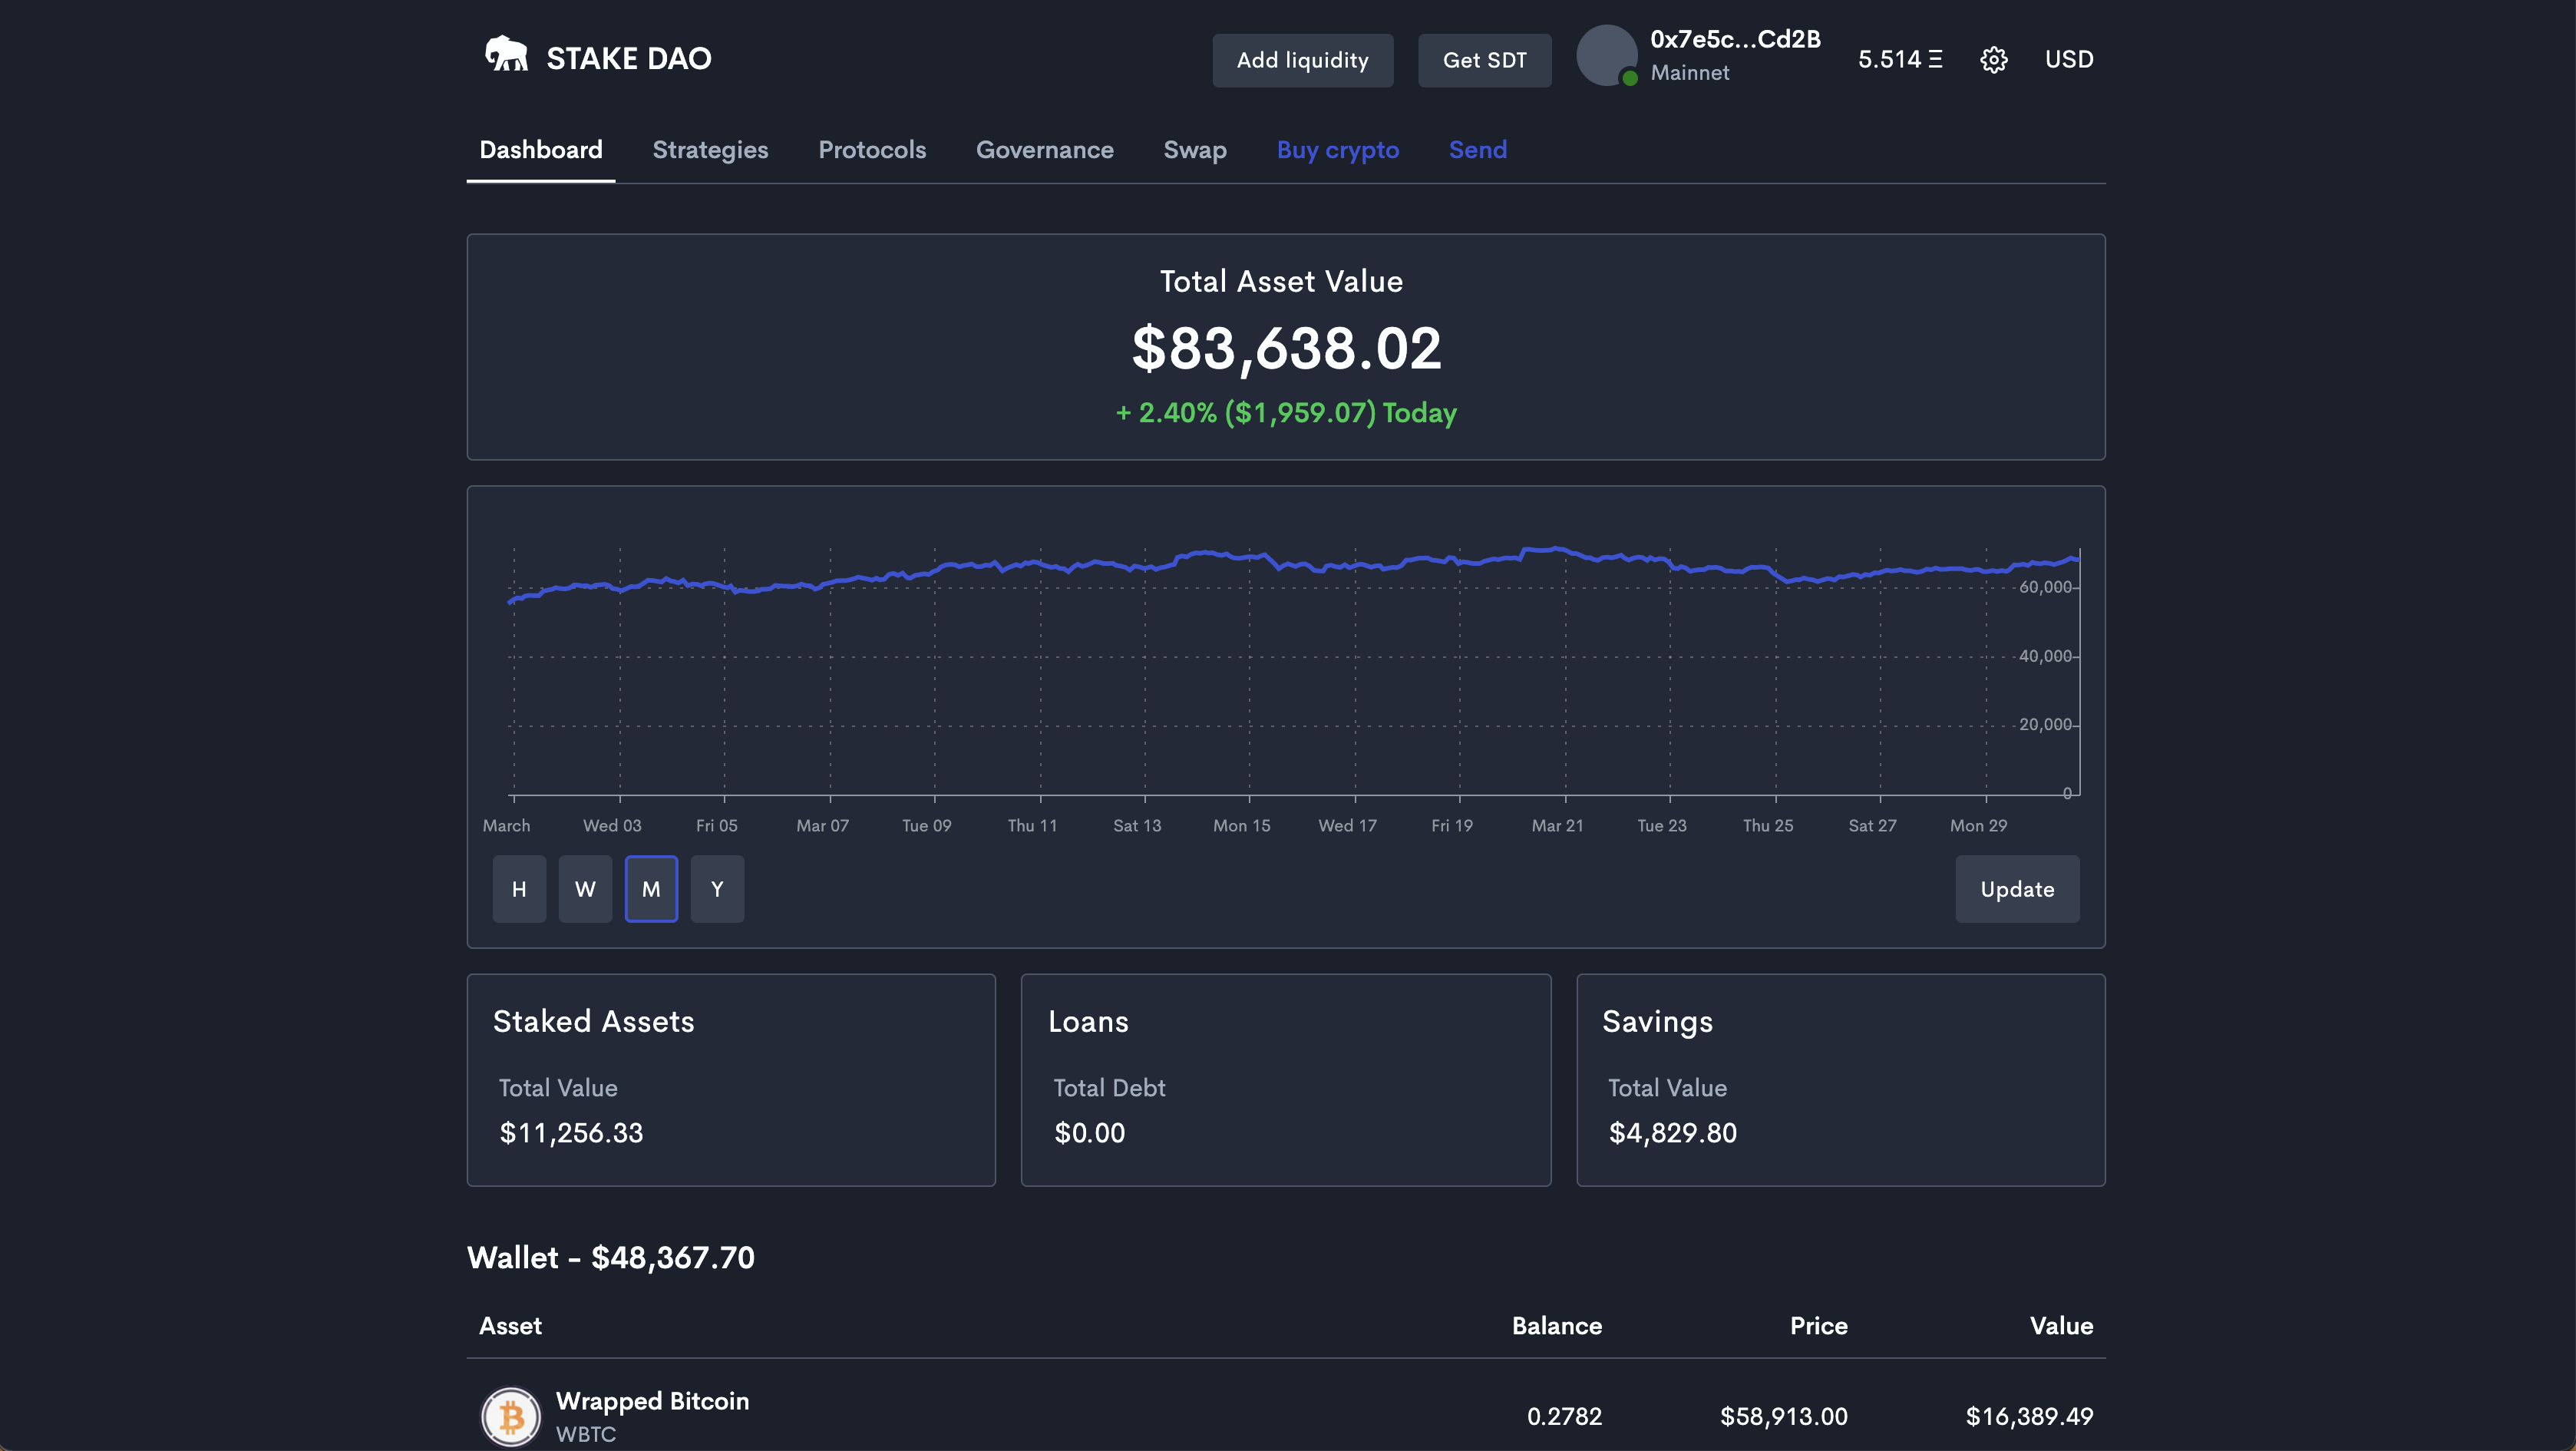 STAKE DAO
Add liquidity
Get SDT
0x7e5c...Cd2B
Mainnet
5.514 Ξ
USD
Dashboard
Strategies
Protocols
Governance
Swap
Buy crypto
Send
Total Asset Value
$83,638.02
+ 2.40% ($1,959.07) Today
60,000
40,000
20,000
0
March
Wed 03
Fri 05
Mar 07
Tue 09
Thu 11
Sat 13
Mon 15
Wed 17
Fri 19
Mar 21
Tue 23
Thu 25
Sat 27
Mon 29
H
W
M
Y
Update
Staked Assets
Total Value
$11,256.33
Loans
Total Debt
$0.00
Savings
Total Value
$4,829.80
Wallet - $48,367.70
Asset
Balance
Price
Value
Wrapped Bitcoin
WBTC
0.2782
$58,913.00
$16,389.49